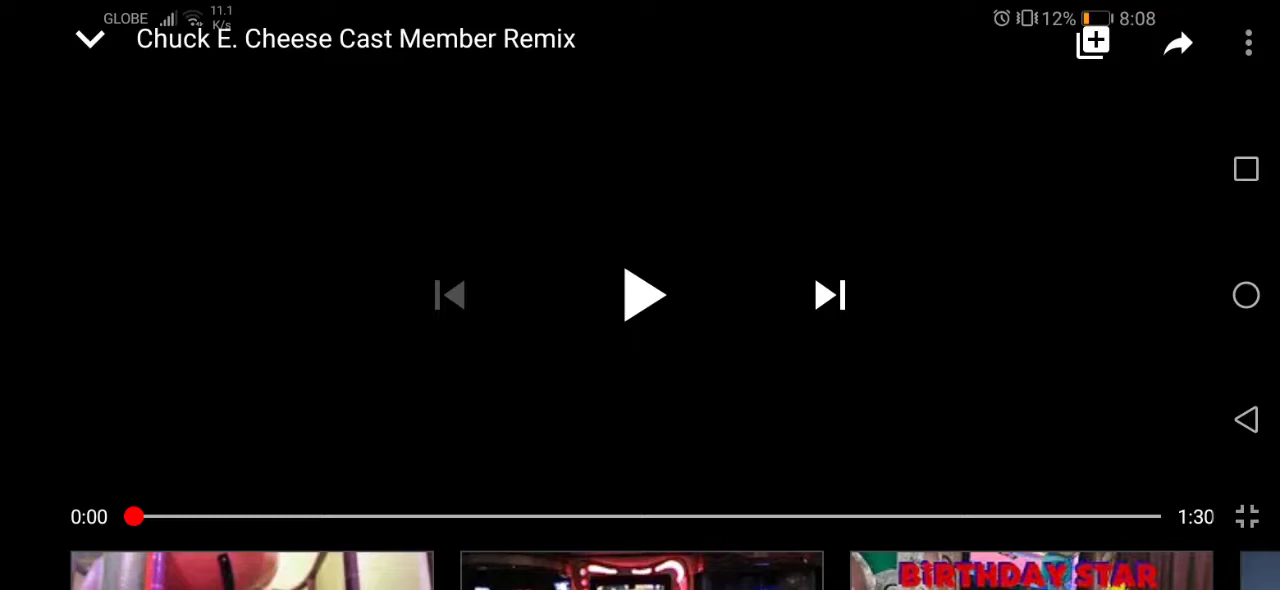 GLOBE 11.1 K/s 12% 8:08
Chuck E. Cheese Cast Member Remix
0:00 1:30
BIRTHDAY STAR